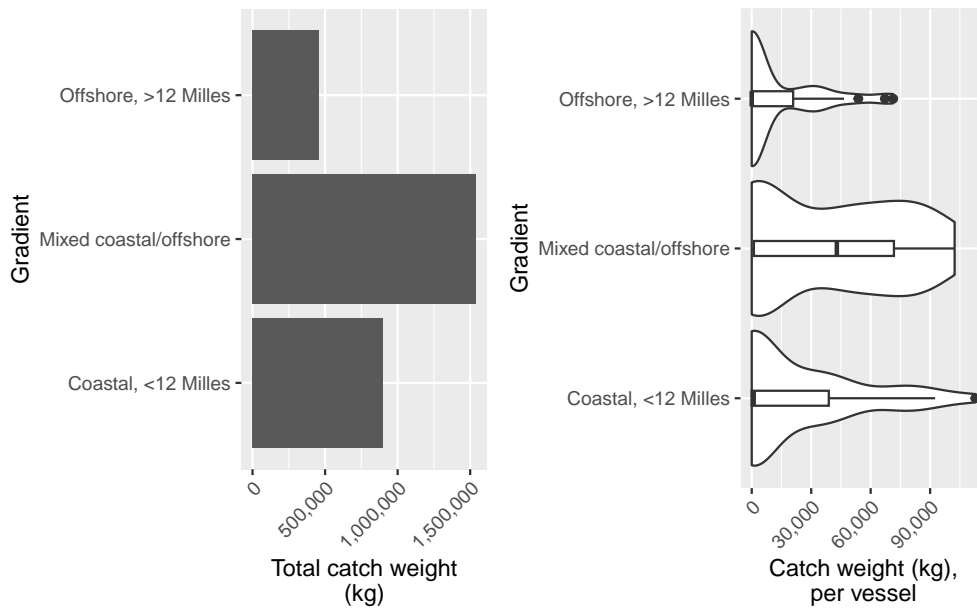 Gradient
Offshore, >12 Milles
Mixed coastal/offshore
Coastal, <12 Milles
0
500,000
1,000,000
1,500,000
Total catch weight
(kg)
Gradient
Offshore, >12 Milles
Mixed coastal/offshore
Coastal, <12 Milles
0
30,000
60,000
90,000
Catch weight (kg),
per vessel